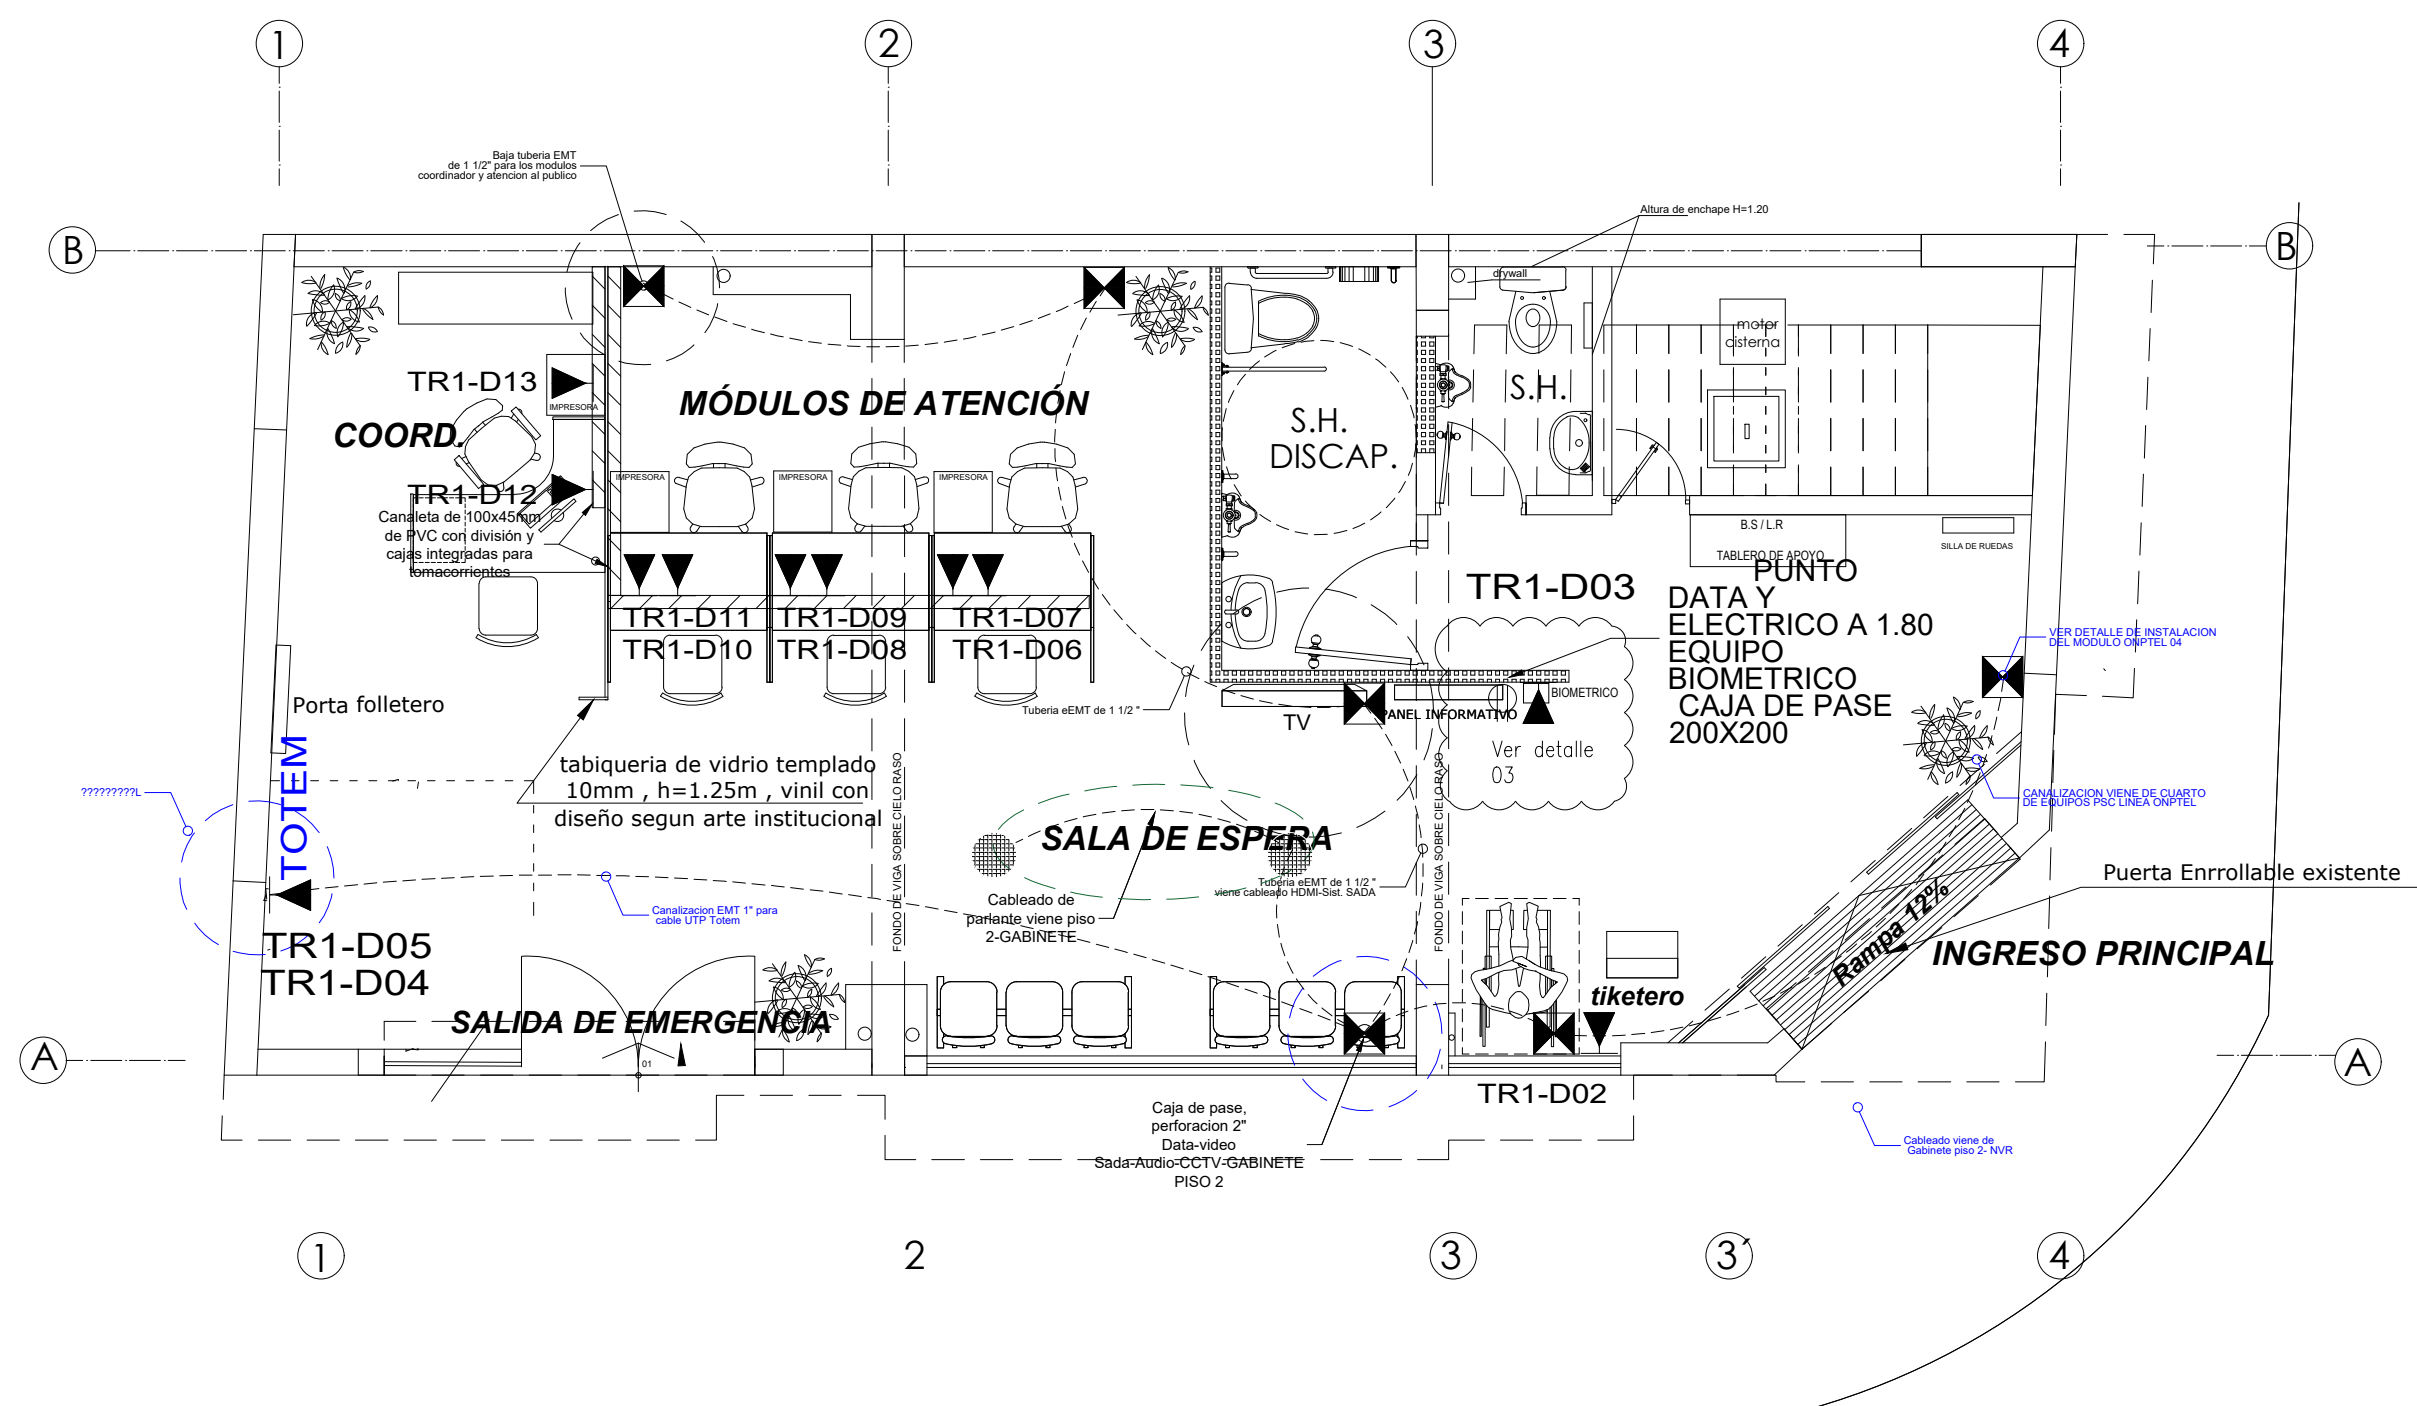 1
2
3
4
Baja tuberia EMT
de 1 1/2" para los modulos
coordinador y atencion al publico
Altura de enchape H=1.20
B
B
drywall
motor
cisterna
TR1-D13
IMPRESORA
COORD.
MÓDULOS DE ATENCIÓN
S.H.
S.H.
DISCAP.
TR1-D12
IMPRESORA
IMPRESORA
IMPRESORA
Canaleta de 100x45mm
de PVC con división y
cajas integradas para
tomacorrientes
B.S / L.R
TABLERO DE APOYO
SILLA DE RUEDAS
TR1-D03
PUNTO
DATA Y
ELECTRICO A 1.80
EQUIPO
BIOMETRICO
CAJA DE PASE
200X200
TR1-D11
TR1-D10
TR1-D09
TR1-D08
TR1-D07
TR1-D06
VER DETALLE DE INSTALACION
DEL MODULO ONPTEL 04
Porta folletero
Tuberia eEMT de 1 1/2 "
TV
PANEL INFORMATIVO
BIOMETRICO
Ver detalle
03
TOTEM
?????????L
tabiqueria de vidrio templado
10mm , h=1.25m , vinil con
diseño segun arte institucional
FONDO DE VIGA SOBRE CIELO RASO
FONDO DE VIGA SOBRE CIELO RASO
CANALIZACION VIENE DE CUARTO
DE EQUIPOS PSC LINEA ONPTEL
SALA DE ESPERA
Tuberia eEMT de 1 1/2 "
viene cableado HDMI-Sist. SADA
Puerta Enrrollable existente
Canalizacion EMT 1" para
cable UTP Totem
Cableado de
parlante viene piso
2-GABINETE
Rampa 12%
INGRESO PRINCIPAL
TR1-D05
TR1-D04
tiketero
SALIDA DE EMERGENCIA
01
A
A
TR1-D02
Caja de pase,
perforacion 2"
Data-video
Sada-Audio-CCTV-GABINETE
PISO 2
Cableado viene de
Gabinete piso 2- NVR
1
2
3
3´
4